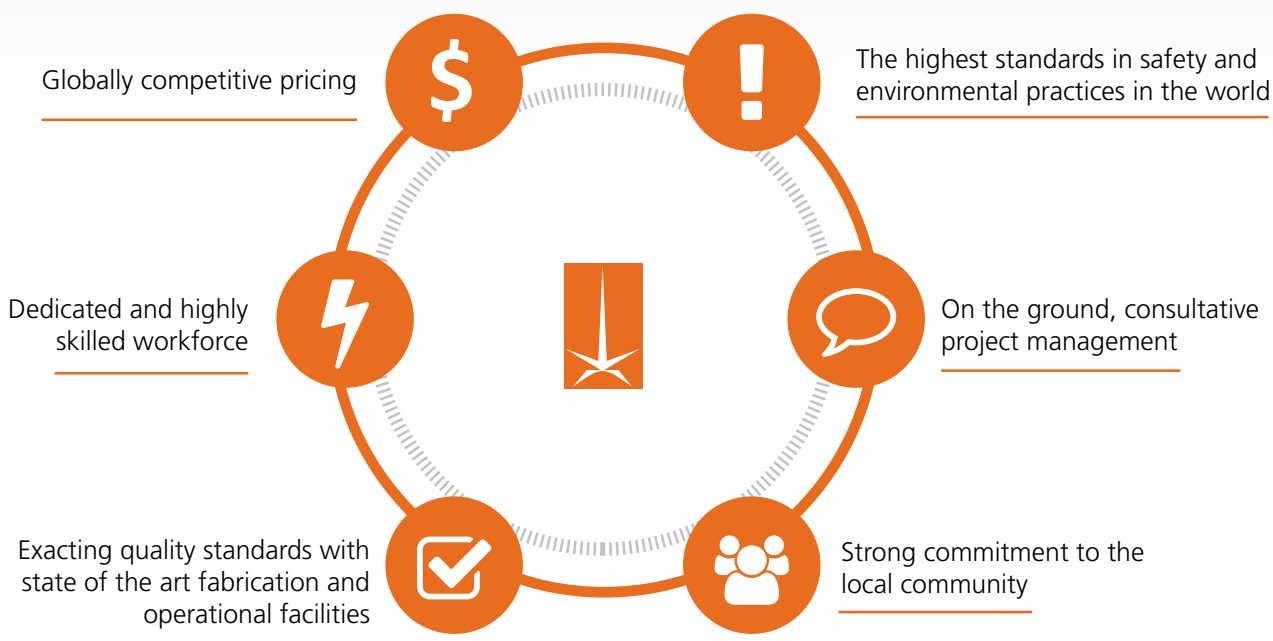 Globally competitive pricing
The highest standards in safety and
environmental practices in the world
Dedicated and highly
skilled workforce
On the ground, consultative
project management
Exacting quality standards with
state of the art fabrication and
operational facilities
Strong commitment to the
local community